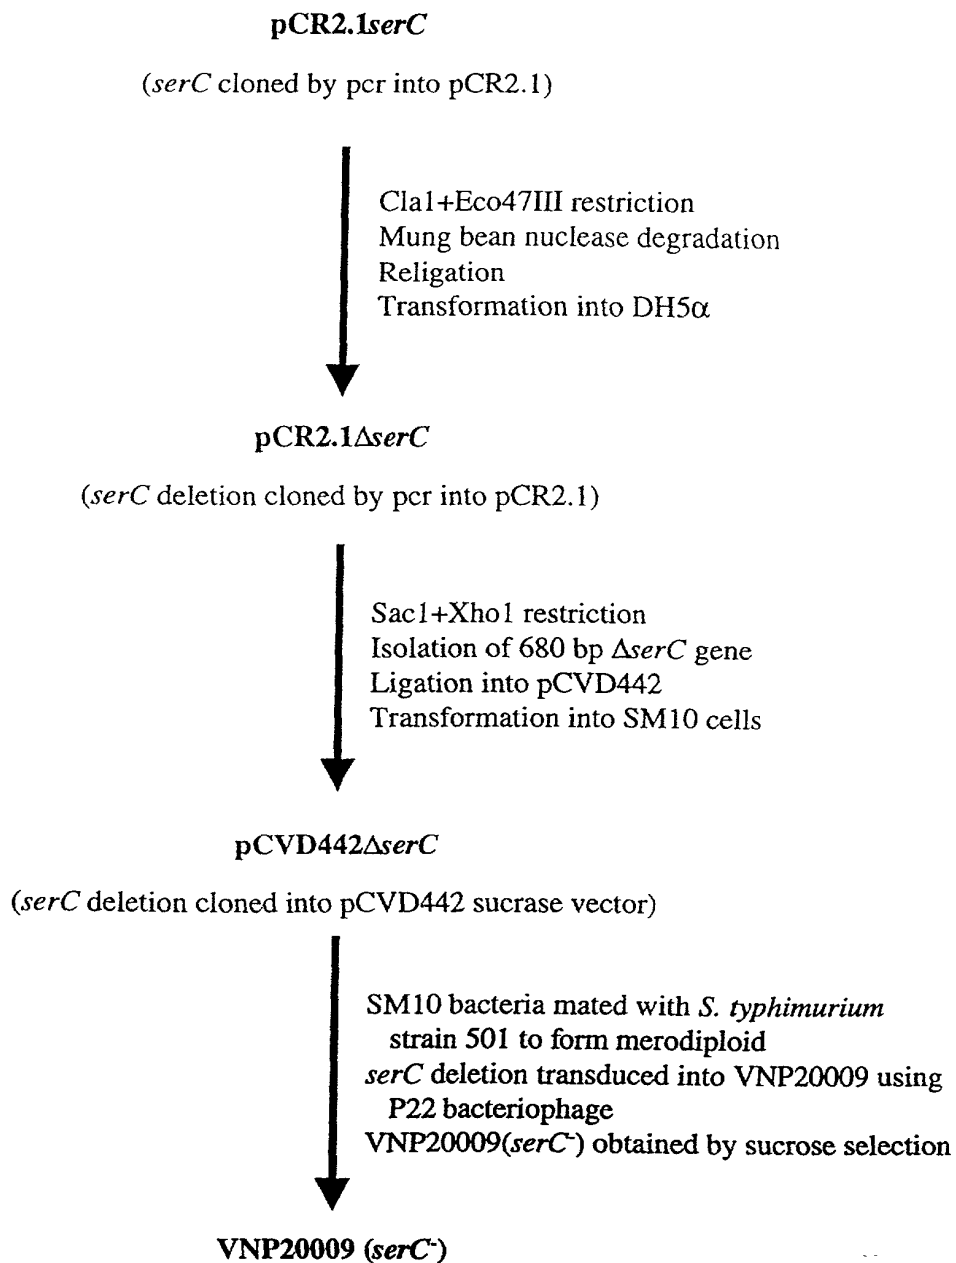 pCR2.1serC
(serC cloned by pcr into pCR2.1)
Cla1+Eco47III restriction
Mung bean nuclease degradation
Religation
Transformation into DH5α
pCR2.1ΔserC
(serC deletion cloned by pcr into pCR2.1)
Sac1+Xho1 restriction
Isolation of 680 bp ΔserC gene
Ligation into pCVD442
Transformation into SM10 cells
pCVD442ΔserC
(serC deletion cloned into pCVD442 sucrase vector)
SM10 bacteria mated with S. typhimurium
strain 501 to form merodiploid
serC deletion transduced into VNP20009 using
P22 bacteriophage
VNP20009(serC⁻) obtained by sucrose selection
VNP20009 (serC⁻)